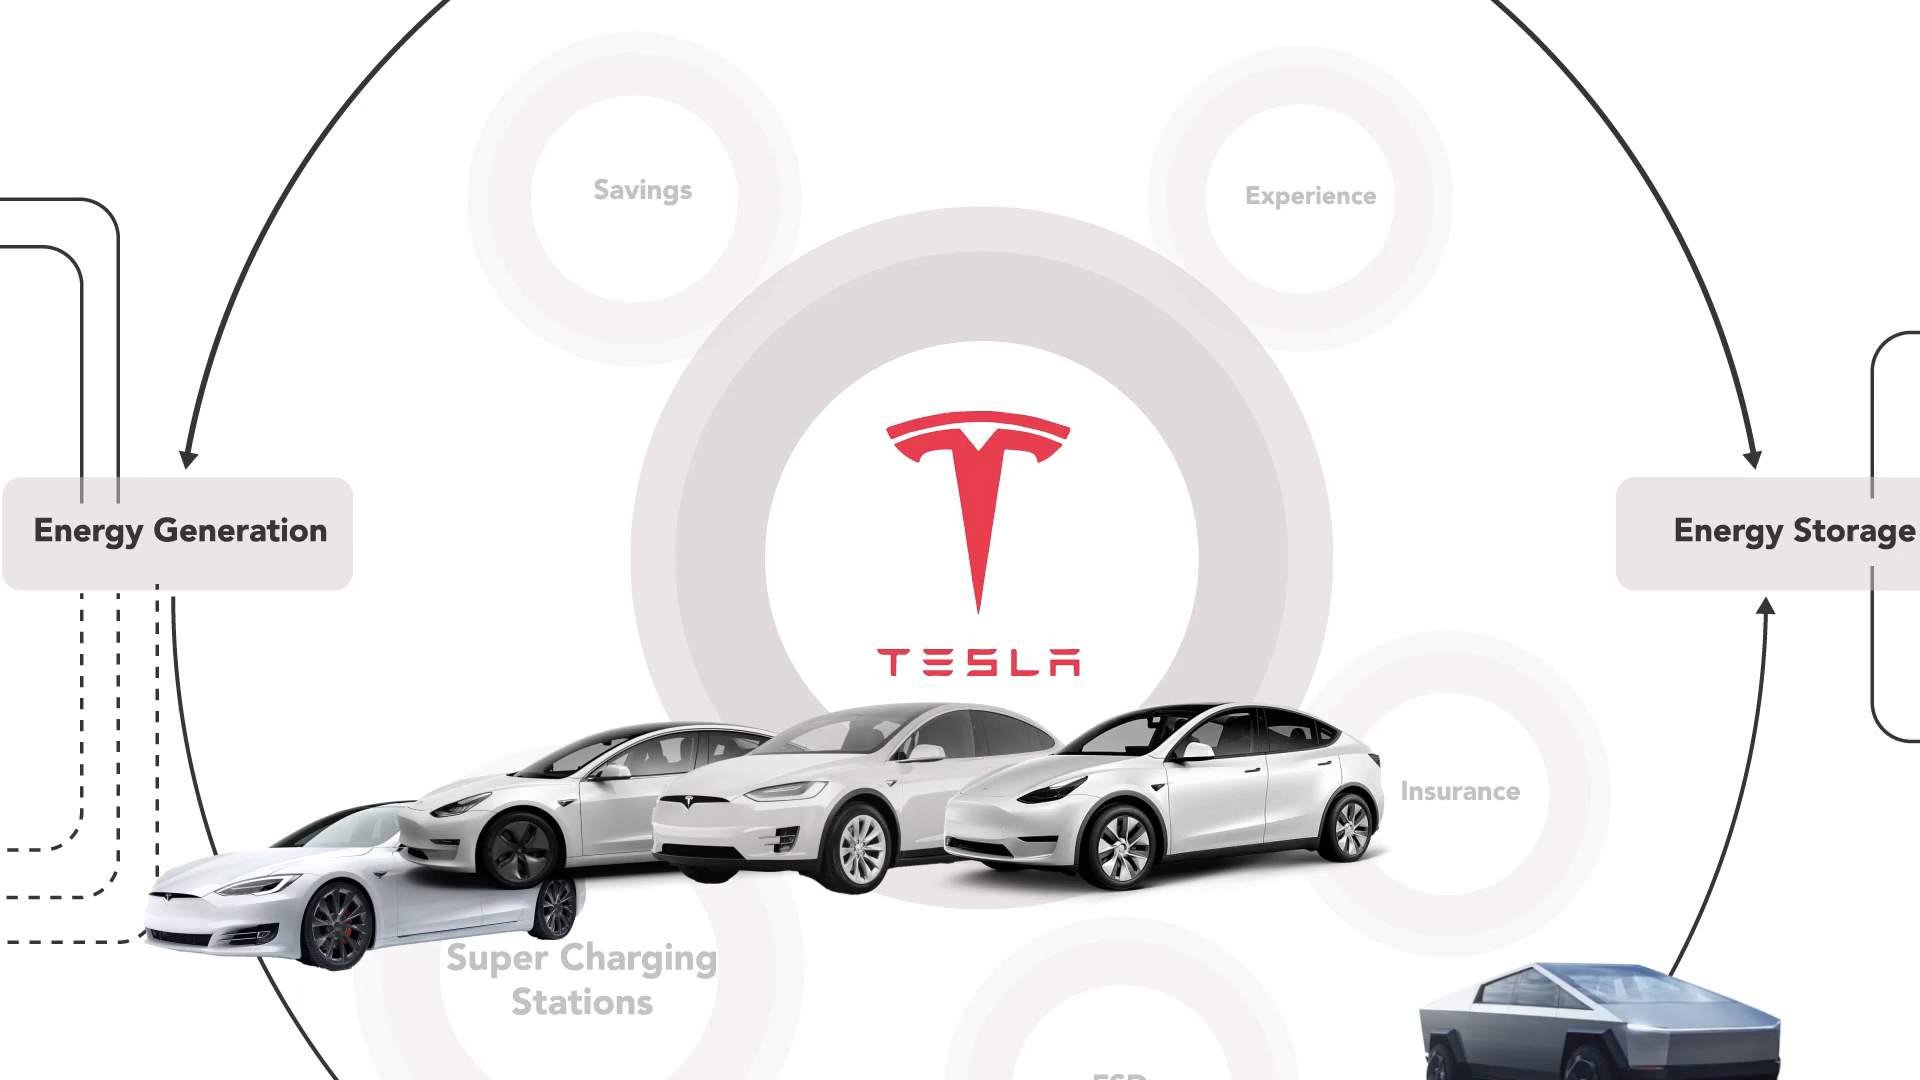 Savings
Experience
Energy Generation
Energy Storage
TESLA
Insurance
Super Charging
Stations